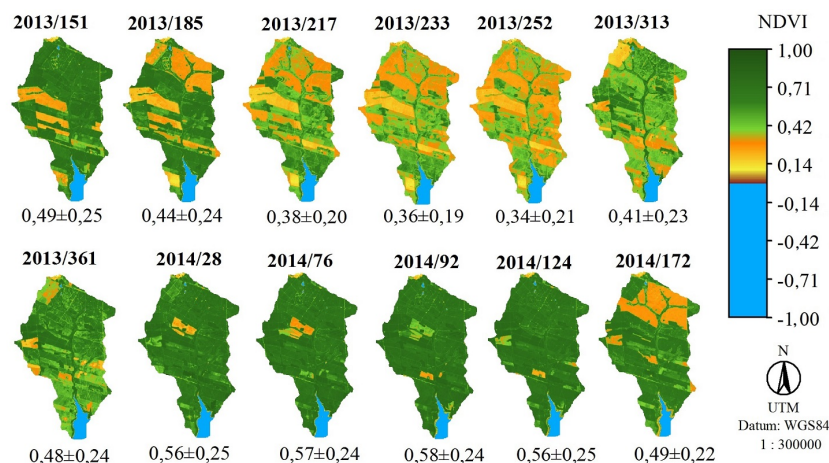 2013/151 2013/185 2013/217 2013/233 2013/252 2013/313 NDVI
0,49±0,25 0,44±0,24 0,38±0,20 0,36±0,19 0,34±0,21 0,41±0,23
2013/361 2014/28 2014/76 2014/92 2014/124 2014/172
0,48±0,24 0,56±0,25 0,57±0,24 0,58±0,24 0,56±0,25 0,49±0,22
1,00
0,71
0,42
0,14
-0,14
-0,42
-0,71
-1,00
N
UTM
Datum: WGS84
1 : 300000